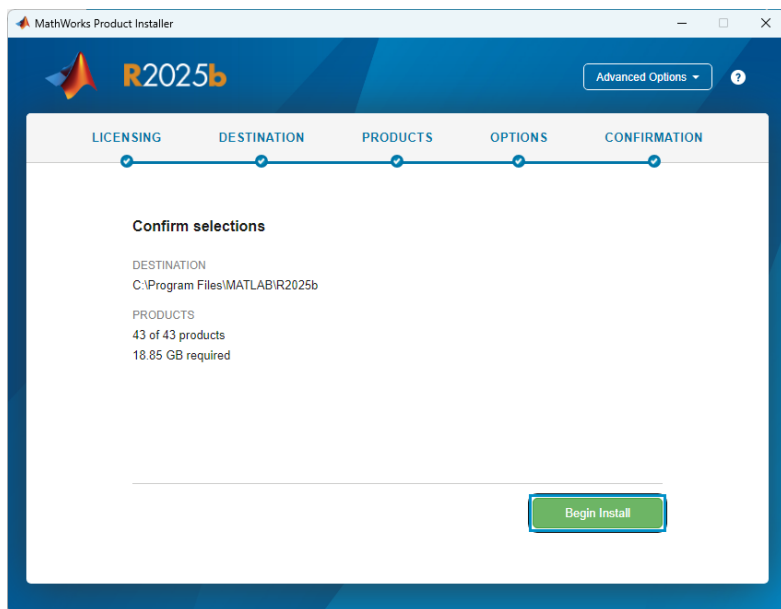 MathWorks Product Installer
R2025b
Advanced Options
?
LICENSING DESTINATION PRODUCTS OPTIONS CONFIRMATION
Confirm selections
DESTINATION
C:\Program Files\MATLAB\R2025b
PRODUCTS
43 of 43 products
18.85 GB required
Begin Install